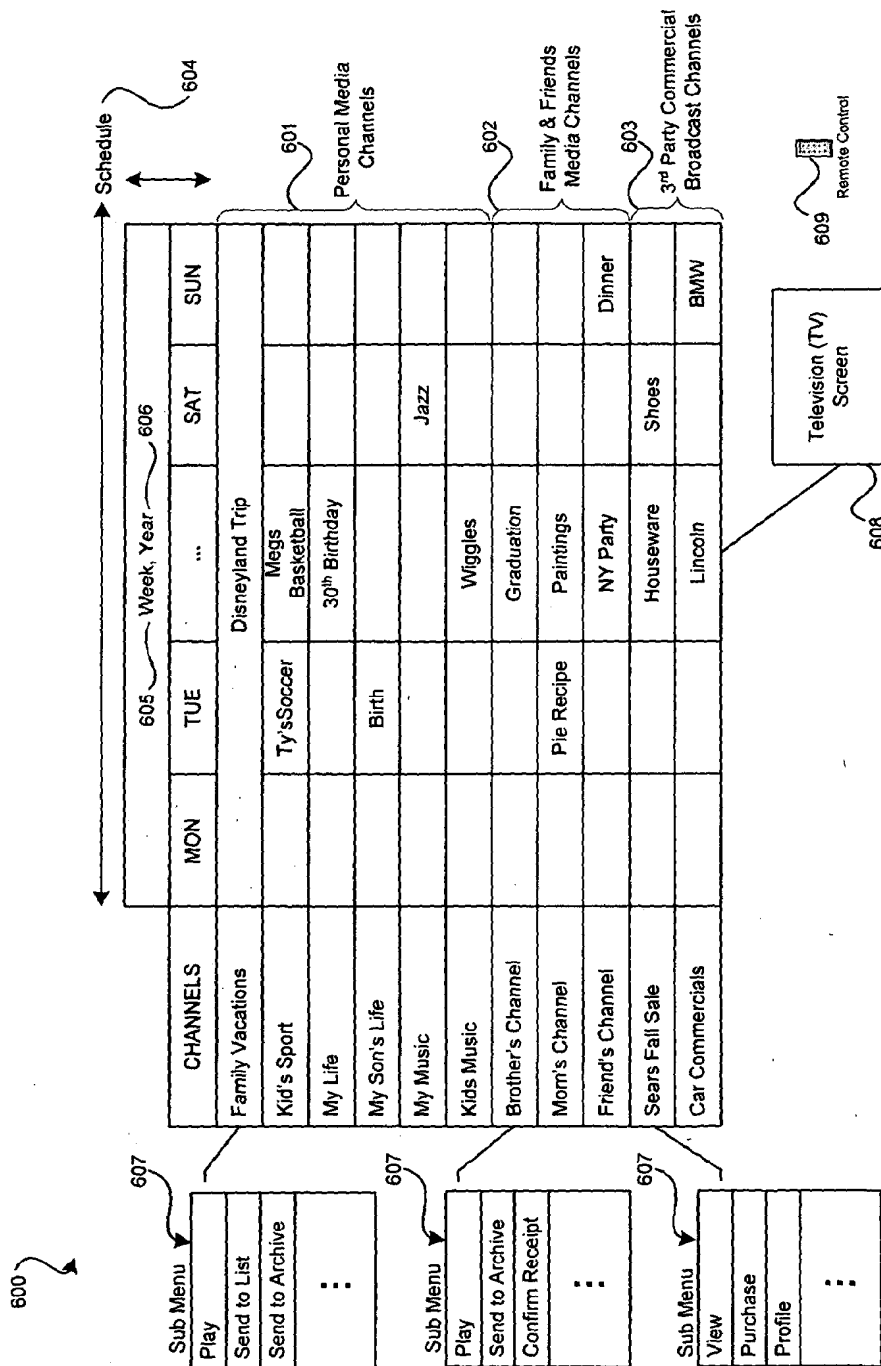 600
Schedule
604
605 Week, Year 606
CHANNELS MON TUE ... SAT SUN
Family Vacations Disneyland Trip
Kid's Sport Ty'sSoccer Megs Basketball
My Life 30th Birthday
My Son's Life Birth
My Music Jazz
Kids Music Wiggles
Brother's Channel Graduation
Mom's Channel Pie Recipe Paintings
Friend's Channel NY Party Dinner
Sears Fall Sale Houseware Shoes
Car Commercials Lincoln BMW
601
Personal Media
Channels
602
Family & Friends
Media Channels
603
3rd Party Commercial
Broadcast Channels
607
Sub Menu
Play
Send to List
Send to Archive
607
Sub Menu
Play
Send to Archive
Confirm Receipt
607
Sub Menu
View
Purchase
Profile
Television (TV)
Screen
608
609
Remote Control